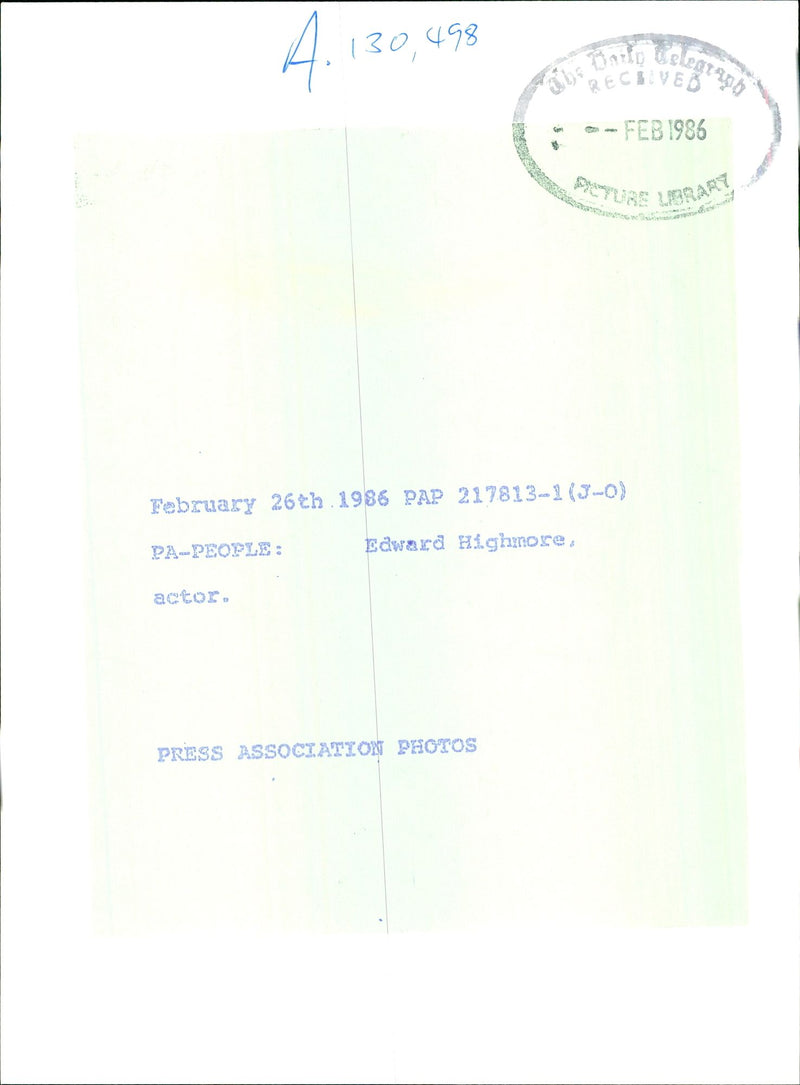 A. 130,498
The Daily Telegraph
RECEIVED
- FEB 1986
PICTURE LIBRARY
February 26th 1986 PAP 217813-1(J-O)
PA-PEOPLE: Edward Highmore,
actor.
PRESS ASSOCIATION PHOTOS